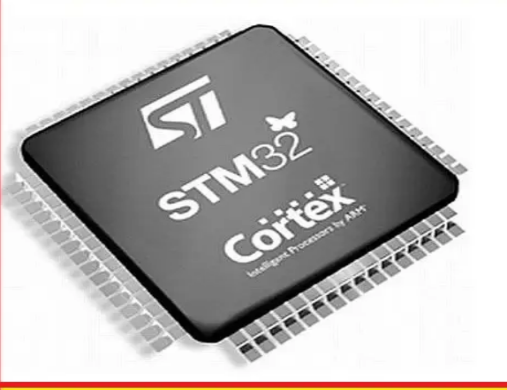 ST
STM32
Cortex
Intelligent Processors by ARM®